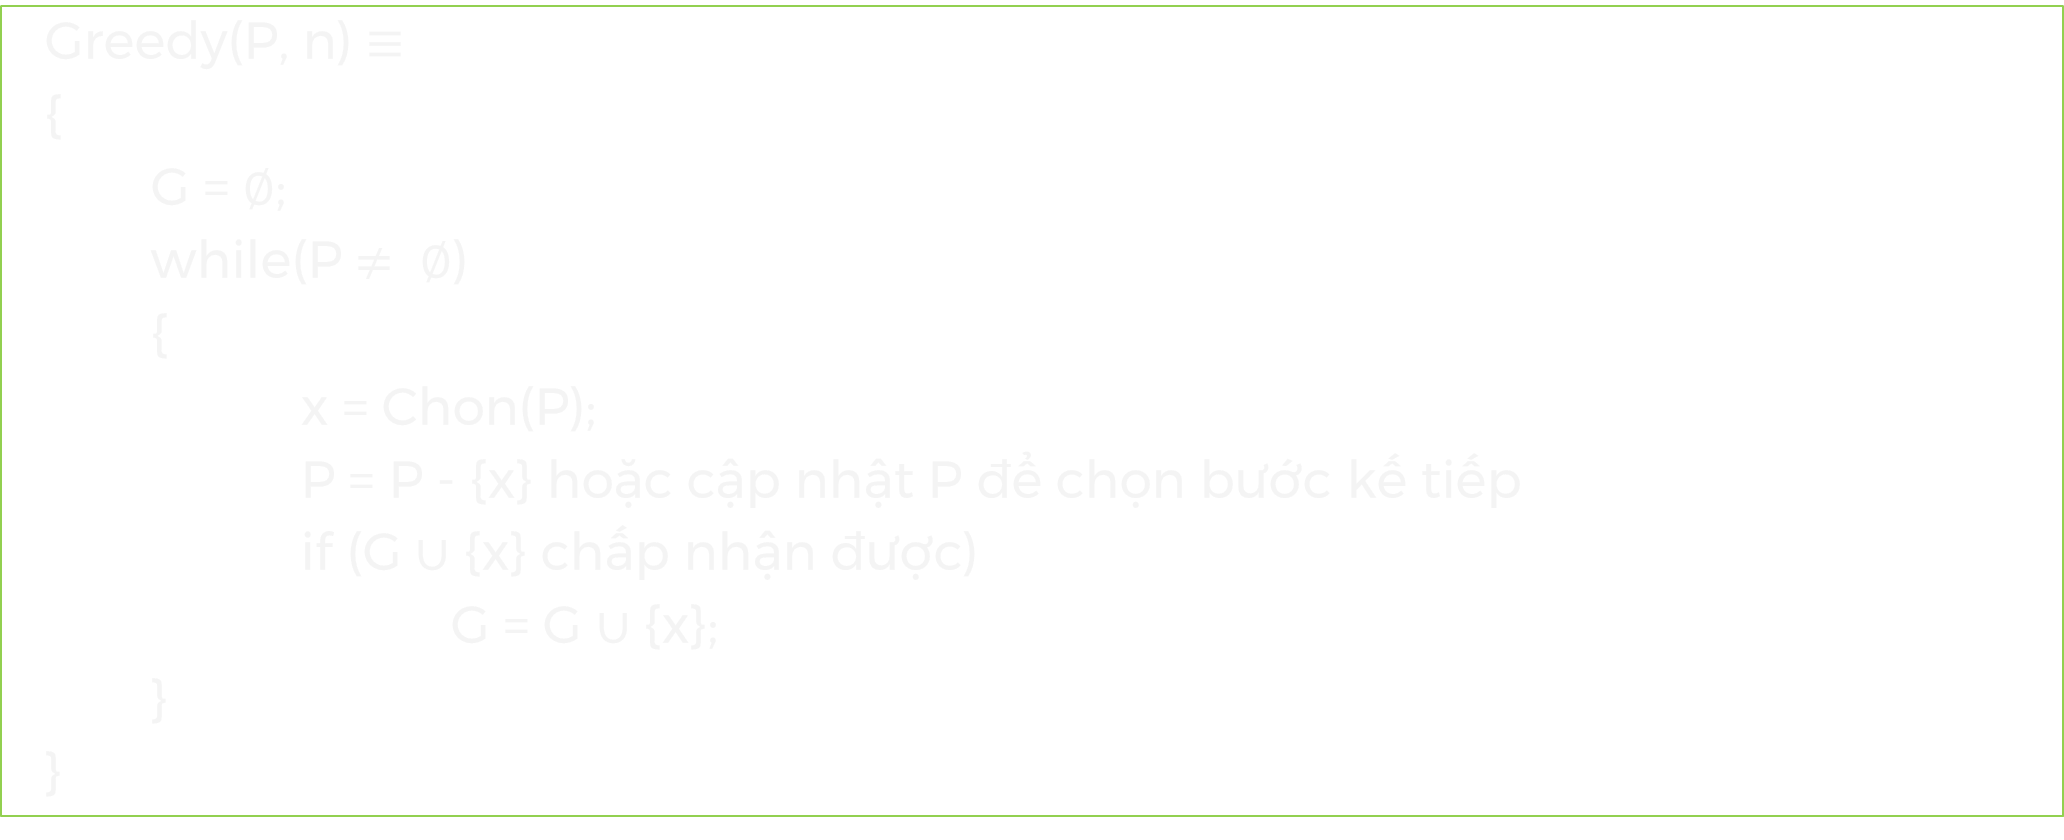 Greedy(P, n) ≡
{
G = ∅;
while(P ≠ ∅)
{
x = Chon(P);
P = P - {x} hoặc cập nhật P để chọn bước kế tiếp
if (G ∪ {x} chấp nhận được)
G = G ∪ {x};
}
}